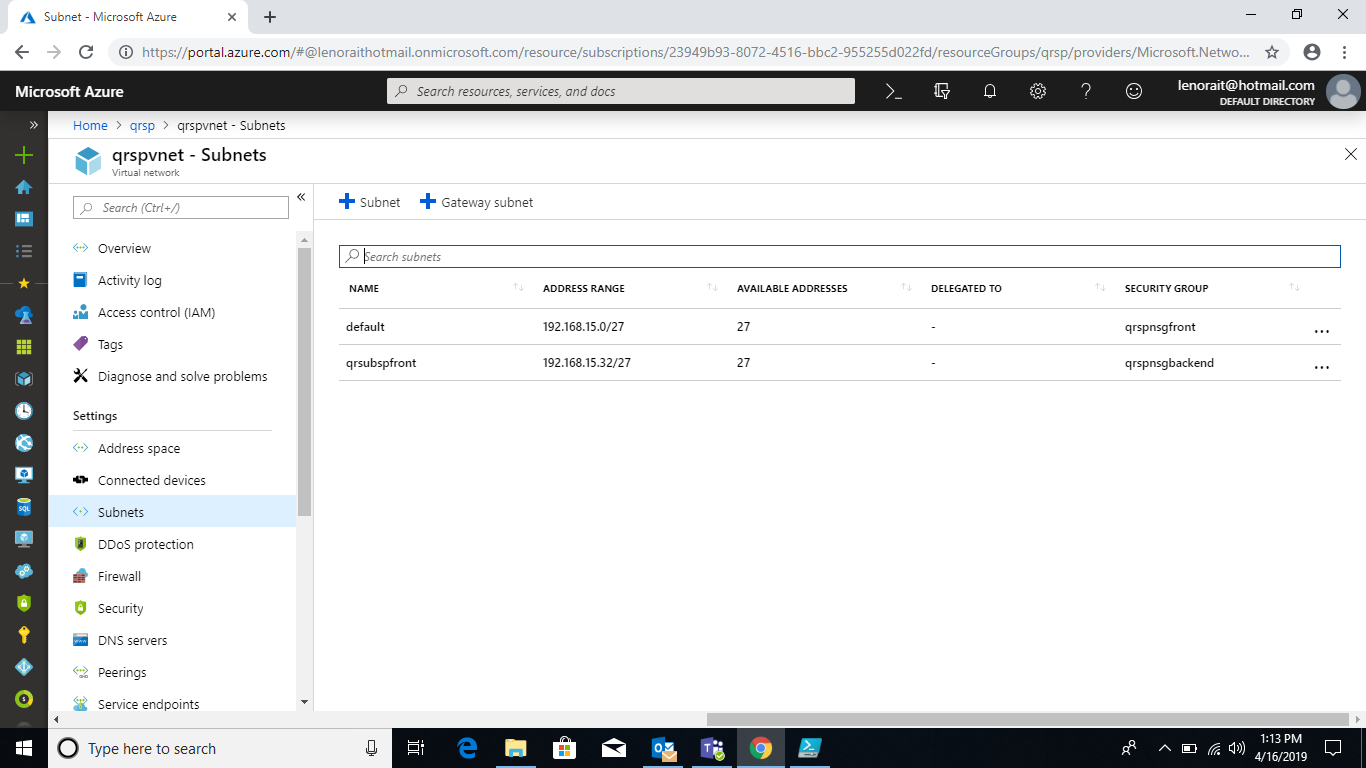 Subnet - Microsoft Azure
https://portal.azure.com/#@lenoraithotmail.onmicrosoft.com/resource/subscriptions/23949b93-8072-4516-bbc2-955255d022fd/resourceGroups/qrsp/providers/Microsoft.Netwo...
Microsoft Azure
Search resources, services, and docs
lenorait@hotmail.com
DEFAULT DIRECTORY
Home > qrsp > qrspvnet - Subnets
qrspvnet - Subnets
Virtual network
Search (Ctrl+/)
Overview
Activity log
Access control (IAM)
Tags
Diagnose and solve problems
Settings
Address space
Connected devices
Subnets
DDoS protection
Firewall
Security
DNS servers
Peerings
Service endpoints
+ Subnet + Gateway subnet
Search subnets
NAME ADDRESS RANGE AVAILABLE ADDRESSES DELEGATED TO SECURITY GROUP
default 192.168.15.0/27 27 - qrspnsgfront ...
qrsubspfront 192.168.15.32/27 27 - qrspnsgbackend ...
SQL
Type here to search
1:13 PM
4/16/2019